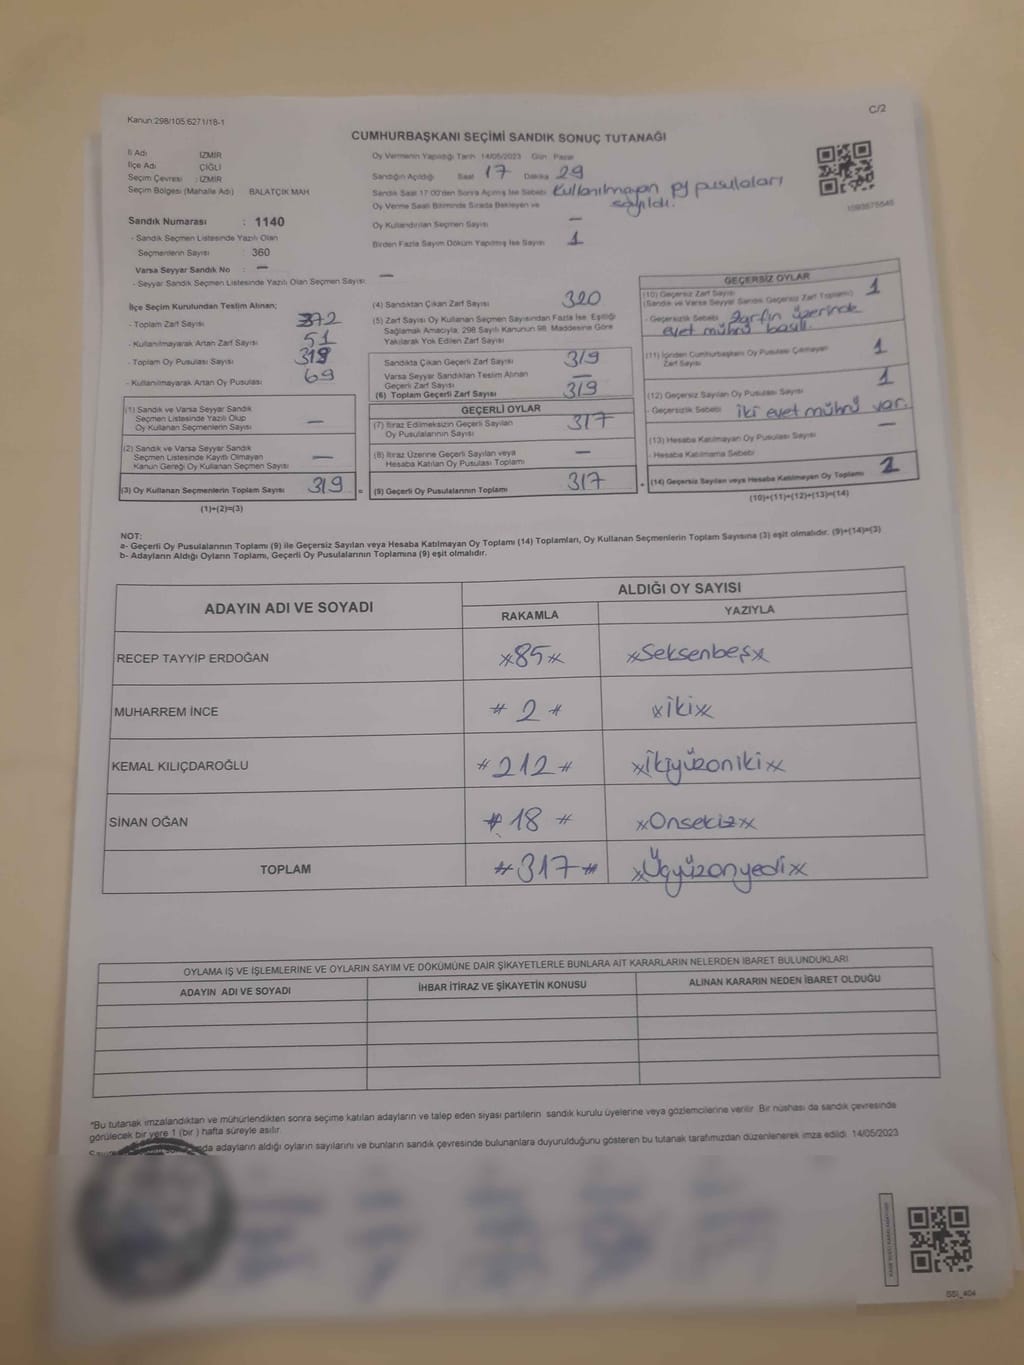 Kanun:298/105.6271/18-1
C/2
CUMHURBAŞKANI SEÇİMİ SANDIK SONUÇ TUTANAĞI
İl Adı İZMİR
İlçe Adı ÇİĞLİ
Seçim Çevresi : İZMİR
Seçim Bölgesi (Mahalle Adı) BALATÇIK MAH
Oy Vermenin Yapıldığı Tarih 14/05/2023 Gün Pazar
Sandığın Açıldığı Saat 17 Dakika 29
Sandık Saat 17:00'den Sonra Açılmış İse Sebebi Kullanılmayan oy pusulaları
sayıldı.
Oy Verme Saati Bitiminde Sırada Bekleyen ve
Oy Kullandırılan Seçmen Sayısı —
Birden Fazla Sayım Döküm Yapılmış İse Sayısı 1
Sandık Numarası : 1140
- Sandık Seçmen Listesinde Yazılı Olan
Seçmenlerin Sayısı : 360
Varsa Seyyar Sandık No : —
- Seyyar Sandık Seçmen Listesinde Yazılı Olan Seçmen Sayısı: —
İlçe Seçim Kurulundan Teslim Alınan;
- Toplam Zarf Sayısı 372
- Kullanılmayarak Artan Zarf Sayısı 51
- Toplam Oy Pusulası Sayısı
- Kullanılmayarak Artan Oy Pusulası 69
(1) Sandık ve Varsa Seyyar Sandık
Seçmen Listesinde Yazılı Olup
Oy Kullanan Seçmenlerin Sayısı —
(2) Sandık ve Varsa Seyyar Sandık
Seçmen Listesinde Kayıtlı Olmayan
Kanun Gereği Oy Kullanan Seçmen Sayısı —
(3) Oy Kullanan Seçmenlerin Toplam Sayısı 319 =
(1)+(2)=(3)
(4) Sandıktan Çıkan Zarf Sayısı 320
(5) Zarf Sayısı Oy Kullanan Seçmen Sayısından Fazla İse, Eşitliği
Sağlamak Amacıyla, 298 Sayılı Kanunun 98. Maddesine Göre
Yakılarak Yok Edilen Zarf Sayısı
Sandıkta Çıkan Geçerli Zarf Sayısı 319
Varsa Seyyar Sandıktan Teslim Alınan
Geçerli Zarf Sayısı —
(6) Toplam Geçerli Zarf Sayısı 319
GEÇERLİ OYLAR
(7) İtiraz Edilmeksizin Geçerli Sayılan
Oy Pusulalarının Sayısı 317
(8) İtiraz Üzerine Geçerli Sayılan veya
Hesaba Katılan Oy Pusulası Toplamı —
(9) Geçerli Oy Pusulalarının Toplamı 317 +
GEÇERSİZ OYLAR
(10) Geçersiz Zarf Sayısı 1
(Sandık ve Varsa Seyyar Sandık Geçersiz Zarf Toplamı)
- Geçersizlik Sebebi Zarfın üzerinde
evet mührü basılı.
(11) İçinden Cumhurbaşkanı Oy Pusulası Çıkmayan
Zarf Sayısı 1
(12) Geçersiz Sayılan Oy Pusulası Sayısı 1
- Geçersizlik Sebebi iki evet mührü var.
(13) Hesaba Katılmayan Oy Pusulası Sayısı —
- Hesaba Katılmama Sebebi
(14) Geçersiz Sayılan veya Hesaba Katılmayan Oy Toplamı 2
(10)+(11)+(12)+(13)=(14)
NOT:
a- Geçerli Oy Pusulalarının Toplamı (9) ile Geçersiz Sayılan veya Hesaba Katılmayan Oy Toplamı (14) Toplamları, Oy Kullanan Seçmenlerin Toplam Sayısına (3) eşit olmalıdır. (9)+(14)=(3)
b- Adayların Aldığı Oyların Toplamı, Geçerli Oy Pusulalarının Toplamına (9) eşit olmalıdır.
ADAYIN ADI VE SOYADI
ALDIĞI OY SAYISI
RAKAMLA YAZIYLA
RECEP TAYYİP ERDOĞAN 85 Seksenbeş
MUHARREM İNCE 2 iki
KEMAL KILIÇDAROĞLU 212 İkiyüzoniki
SİNAN OĞAN 18 Onsekiz
TOPLAM 317 Üçyüzonyedi
OYLAMA İŞ VE İŞLEMLERİNE VE OYLARIN SAYIM VE DÖKÜMÜNE DAİR ŞİKAYETLERLE BUNLARA AİT KARARLARIN NELERDEN İBARET BULUNDUKLARI
ADAYIN ADI VE SOYADI İHBAR İTİRAZ VE ŞİKAYETİN KONUSU ALINAN KARARIN NEDEN İBARET OLDUĞU
"Bu tutanak imzalandıktan ve mühürlendikten sonra seçime katılan adayların ve talep eden siyasi partilerin sandık kurulu üyelerine veya gözlemcilerine verilir. Bir nüshası da sandık çevresinde
görülecek bir yere 1 (bir) hafta süreyle asılır.
adayların aldığı oyların sayılarını ve bunların sandık çevresinde bulunanlara duyurulduğunu gösteren bu tutanak tarafımızdan düzenlenerek imza edildi. 14/05/2023
SSİ_404